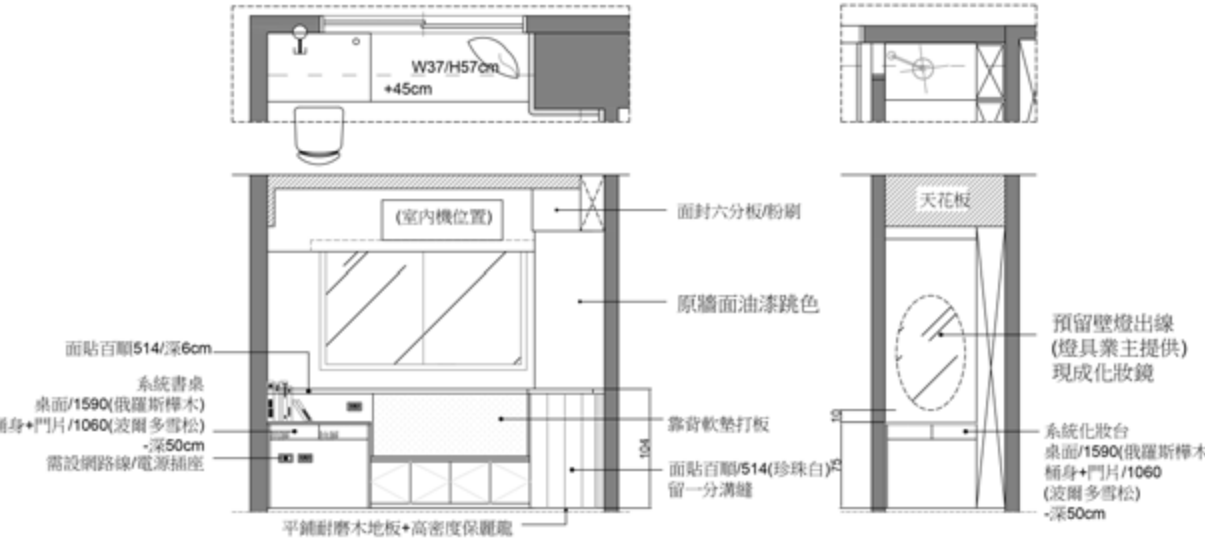 W37/H57cm
+45cm
(室內機位置)
面封六分板/粉刷
原牆面油漆跳色
面貼百順514/深6cm
系統書桌
桌面/1590(俄羅斯樺木)
桶身+門片/1060(波爾多雪松)
-深50cm
需設網路線/電源插座
靠背軟墊打板
104
面貼百順/514(珍珠白)
留一分溝縫
平鋪耐磨木地板+高密度保麗龍
天花板
預留壁燈出線
(燈具業主提供)
現成化妝鏡
10
75
系統化妝台
桌面/1590(俄羅斯樺木
桶身+門片/1060
(波爾多雪松)
-深50cm